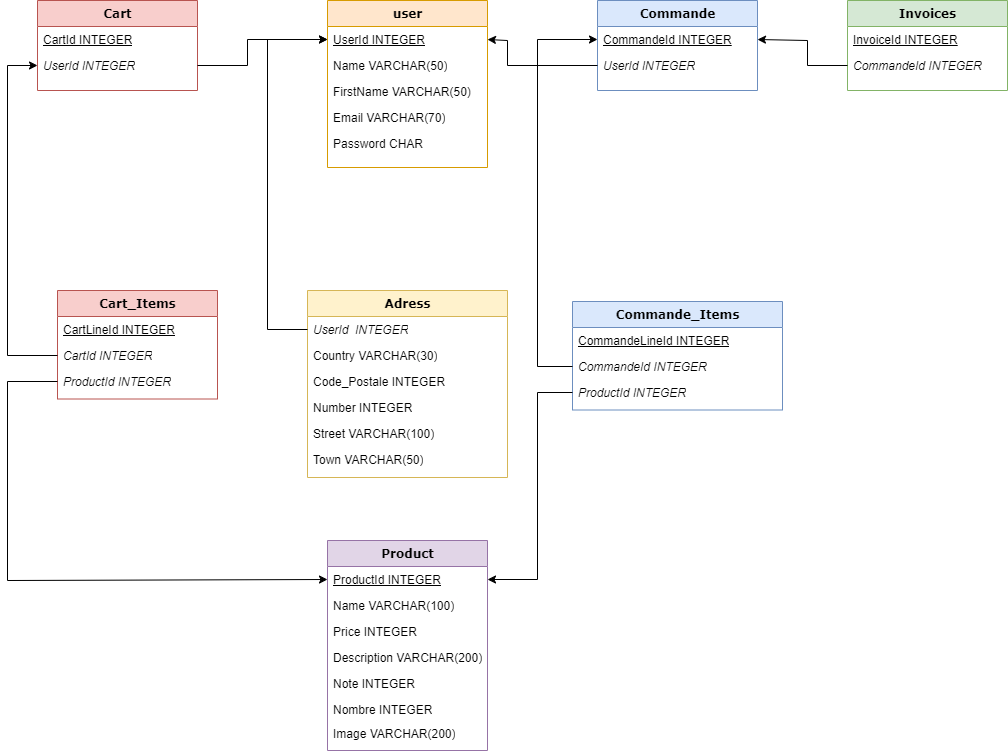 Cart
CartId INTEGER
UserId INTEGER
user
UserId INTEGER
Name VARCHAR(50)
FirstName VARCHAR(50)
Email VARCHAR(70)
Password CHAR
Commande
CommandeId INTEGER
UserId INTEGER
Invoices
InvoiceId INTEGER
CommandeId INTEGER
Cart_Items
CartLineId INTEGER
CartId INTEGER
ProductId INTEGER
Adress
UserId INTEGER
Country VARCHAR(30)
Code_Postale INTEGER
Number INTEGER
Street VARCHAR(100)
Town VARCHAR(50)
Commande_Items
CommandeLineId INTEGER
CommandeId INTEGER
ProductId INTEGER
Product
ProductId INTEGER
Name VARCHAR(100)
Price INTEGER
Description VARCHAR(200)
Note INTEGER
Nombre INTEGER
Image VARCHAR(200)